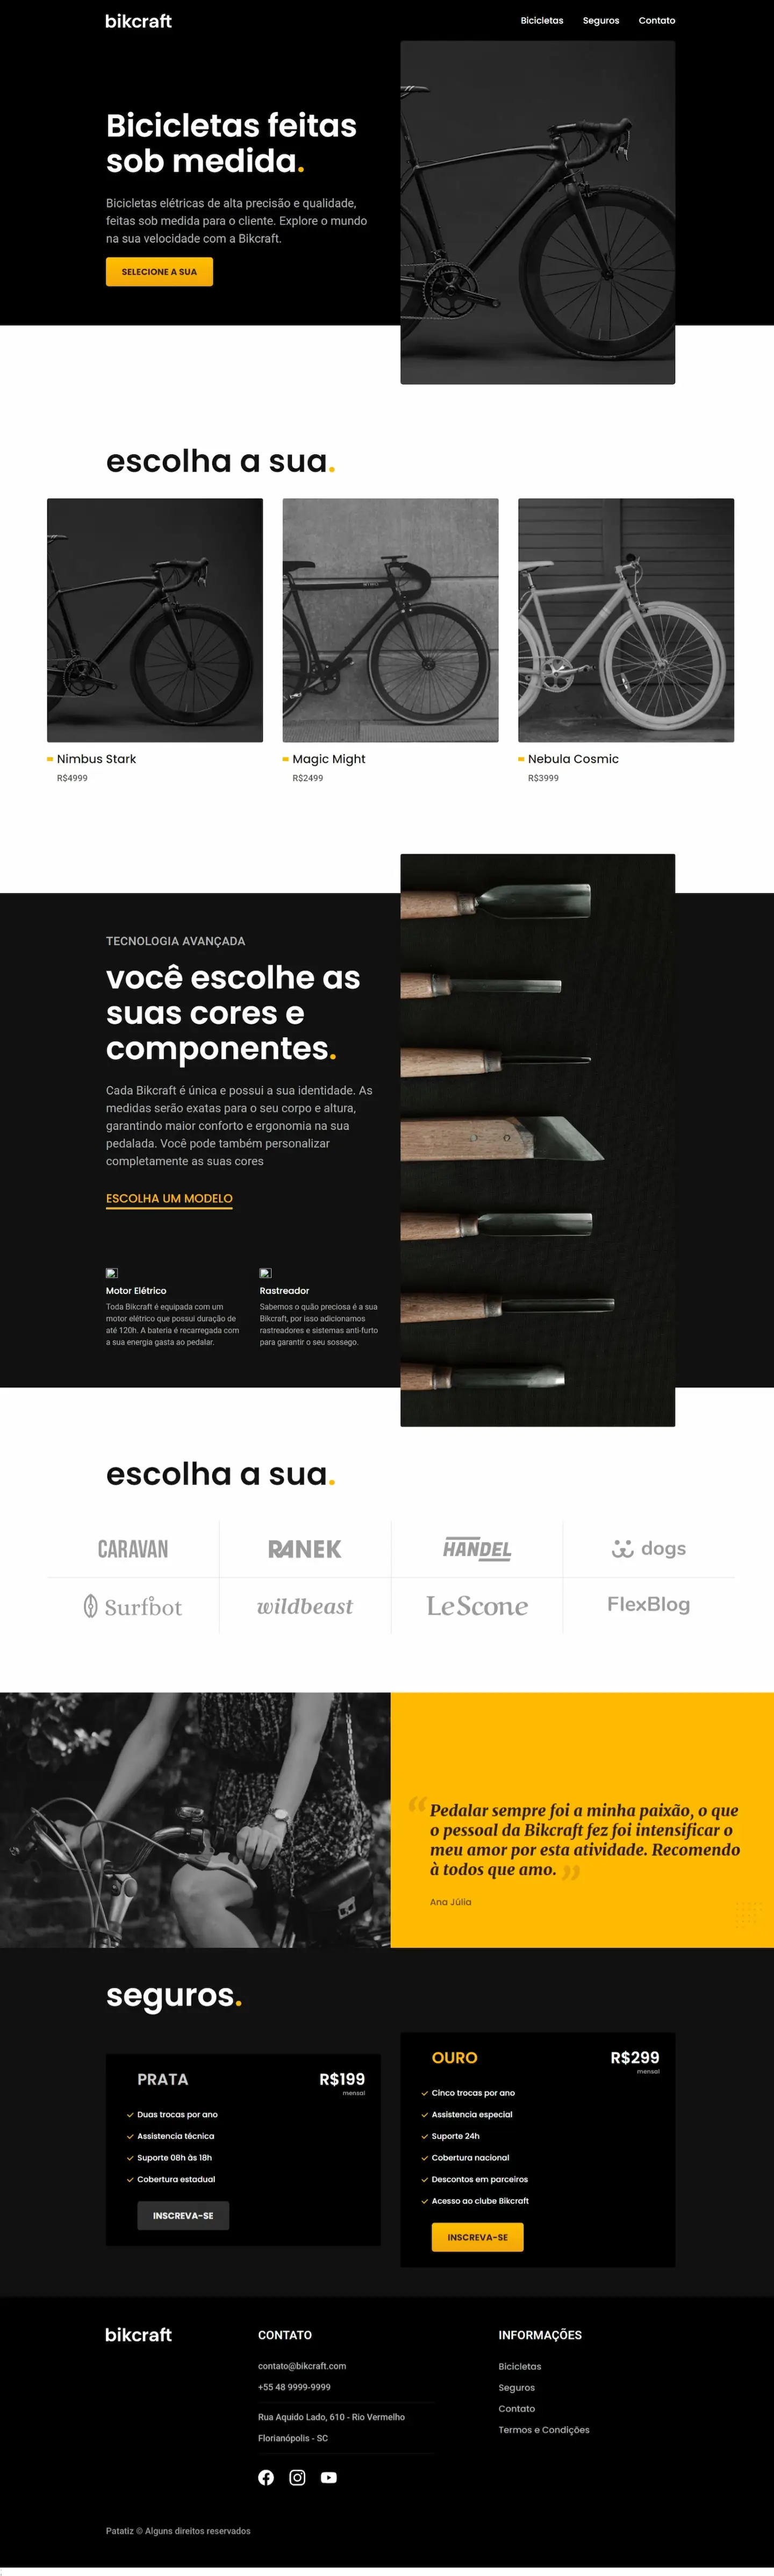 bikcraft
Bicicletas
Seguros
Contato
Bicicletas feitas
sob medida.
Bicicletas elétricas de alta precisão e qualidade,
feitas sob medida para o cliente. Explore o mundo
na sua velocidade com a Bikcraft.
SELECIONE A SUA
escolha a sua.
Nimbus Stark
R$4999
Magic Might
R$2499
Nebula Cosmic
R$3999
TECNOLOGIA AVANÇADA
você escolhe as
suas cores e
componentes.
Cada Bikcraft é única e possui a sua identidade. As
medidas serão exatas para o seu corpo e altura,
garantindo maior conforto e ergonomia na sua
pedalada. Você pode também personalizar
completamente as suas cores
ESCOLHA UM MODELO
Motor Elétrico
Toda Bikcraft é equipada com um
motor elétrico que possui duração de
até 120h. A bateria é recarregada com
a sua energia gasta ao pedalar.
Rastreador
Sabemos o quão preciosa é a sua
Bikcraft, por isso adicionamos
rastreadores e sistemas anti-furto
para garantir o seu sossego.
escolha a sua.
CARAVAN
RANEK
HANDEL
dogs
Surfbot
wildbeast
LeScone
FlexBlog
“Pedalar sempre foi a minha paixão, o que
o pessoal da Bikcraft fez foi intensificar o
meu amor por esta atividade. Recomendo
à todos que amo.”
Ana Júlia
seguros.
PRATA
R$199
mensal
Duas trocas por ano
Assistencia técnica
Suporte 08h às 18h
Cobertura estadual
INSCREVA-SE
OURO
R$299
mensal
Cinco trocas por ano
Assistencia especial
Suporte 24h
Cobertura nacional
Descontos em parceiros
Acesso ao clube Bikcraft
INSCREVA-SE
bikcraft
CONTATO
contato@bikcraft.com
+55 48 9999-9999
Rua Aquido Lado, 610 - Rio Vermelho
Florianópolis - SC
INFORMAÇÕES
Bicicletas
Seguros
Contato
Termos e Condições
Patatiz © Alguns direitos reservados